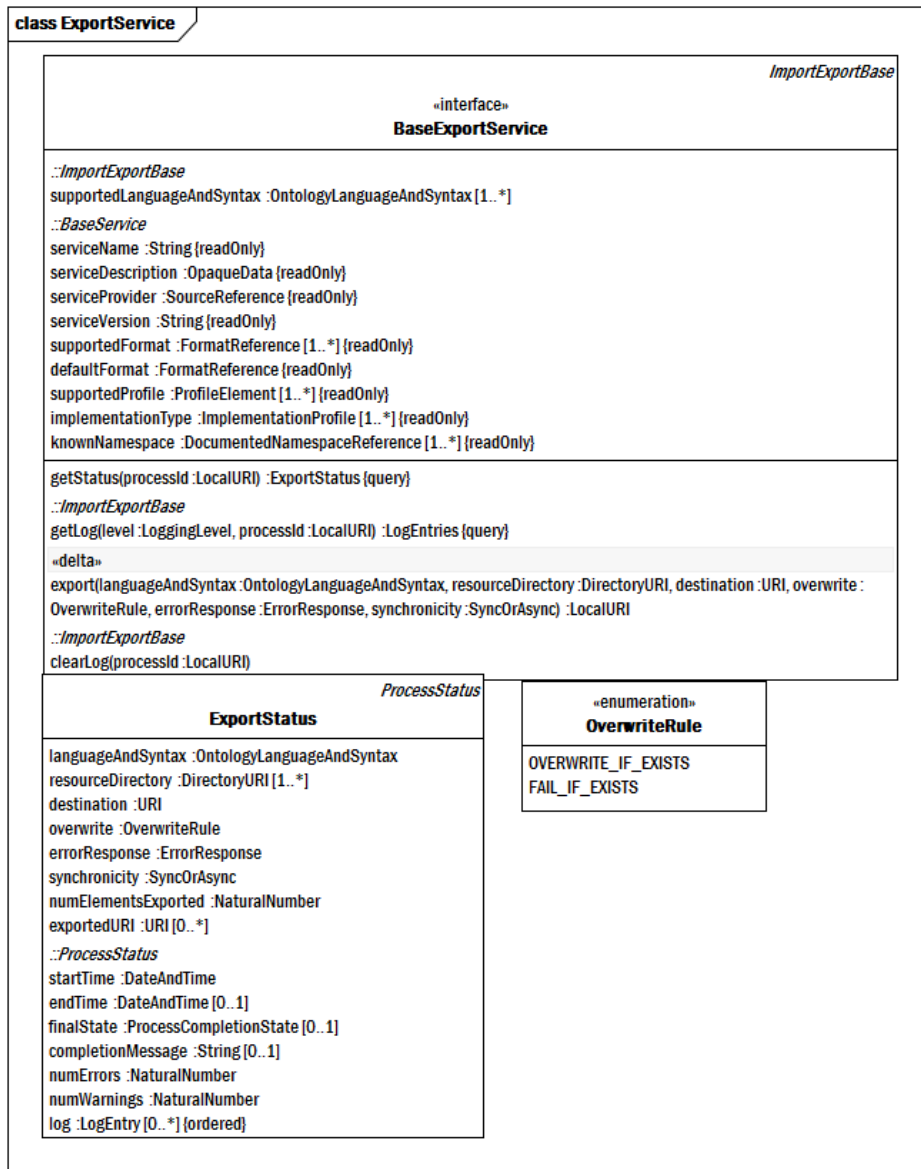 class ExportService
ImportExportBase
«interface»
BaseExportService
::ImportExportBase
supportedLanguageAndSyntax :OntologyLanguageAndSyntax [1..*]
::BaseService
serviceName :String {readOnly}
serviceDescription :OpaqueData {readOnly}
serviceProvider :SourceReference {readOnly}
serviceVersion :String {readOnly}
supportedFormat :FormatReference [1..*] {readOnly}
defaultFormat :FormatReference {readOnly}
supportedProfile :ProfileElement [1..*] {readOnly}
implementationType :ImplementationProfile [1..*] {readOnly}
knownNamespace :DocumentedNamespaceReference [1..*] {readOnly}
getStatus(processId :LocalURI) :ExportStatus {query}
::ImportExportBase
getLog(level :LoggingLevel, processId :LocalURI) :LogEntries {query}
«delta»
export(languageAndSyntax :OntologyLanguageAndSyntax, resourceDirectory :DirectoryURI, destination :URI, overwrite :
OverwriteRule, errorResponse :ErrorResponse, synchronicity :SyncOrAsync) :LocalURI
::ImportExportBase
clearLog(processId :LocalURI)
ProcessStatus
ExportStatus
languageAndSyntax :OntologyLanguageAndSyntax
resourceDirectory :DirectoryURI [1..*]
destination :URI
overwrite :OverwriteRule
errorResponse :ErrorResponse
synchronicity :SyncOrAsync
numElementsExported :NaturalNumber
exportedURI :URI [0..*]
::ProcessStatus
startTime :DateAndTime
endTime :DateAndTime [0..1]
finalState :ProcessCompletionState [0..1]
completionMessage :String [0..1]
numErrors :NaturalNumber
numWarnings :NaturalNumber
log :LogEntry [0..*] {ordered}
«enumeration»
OverwriteRule
OVERWRITE_IF_EXISTS
FAIL_IF_EXISTS